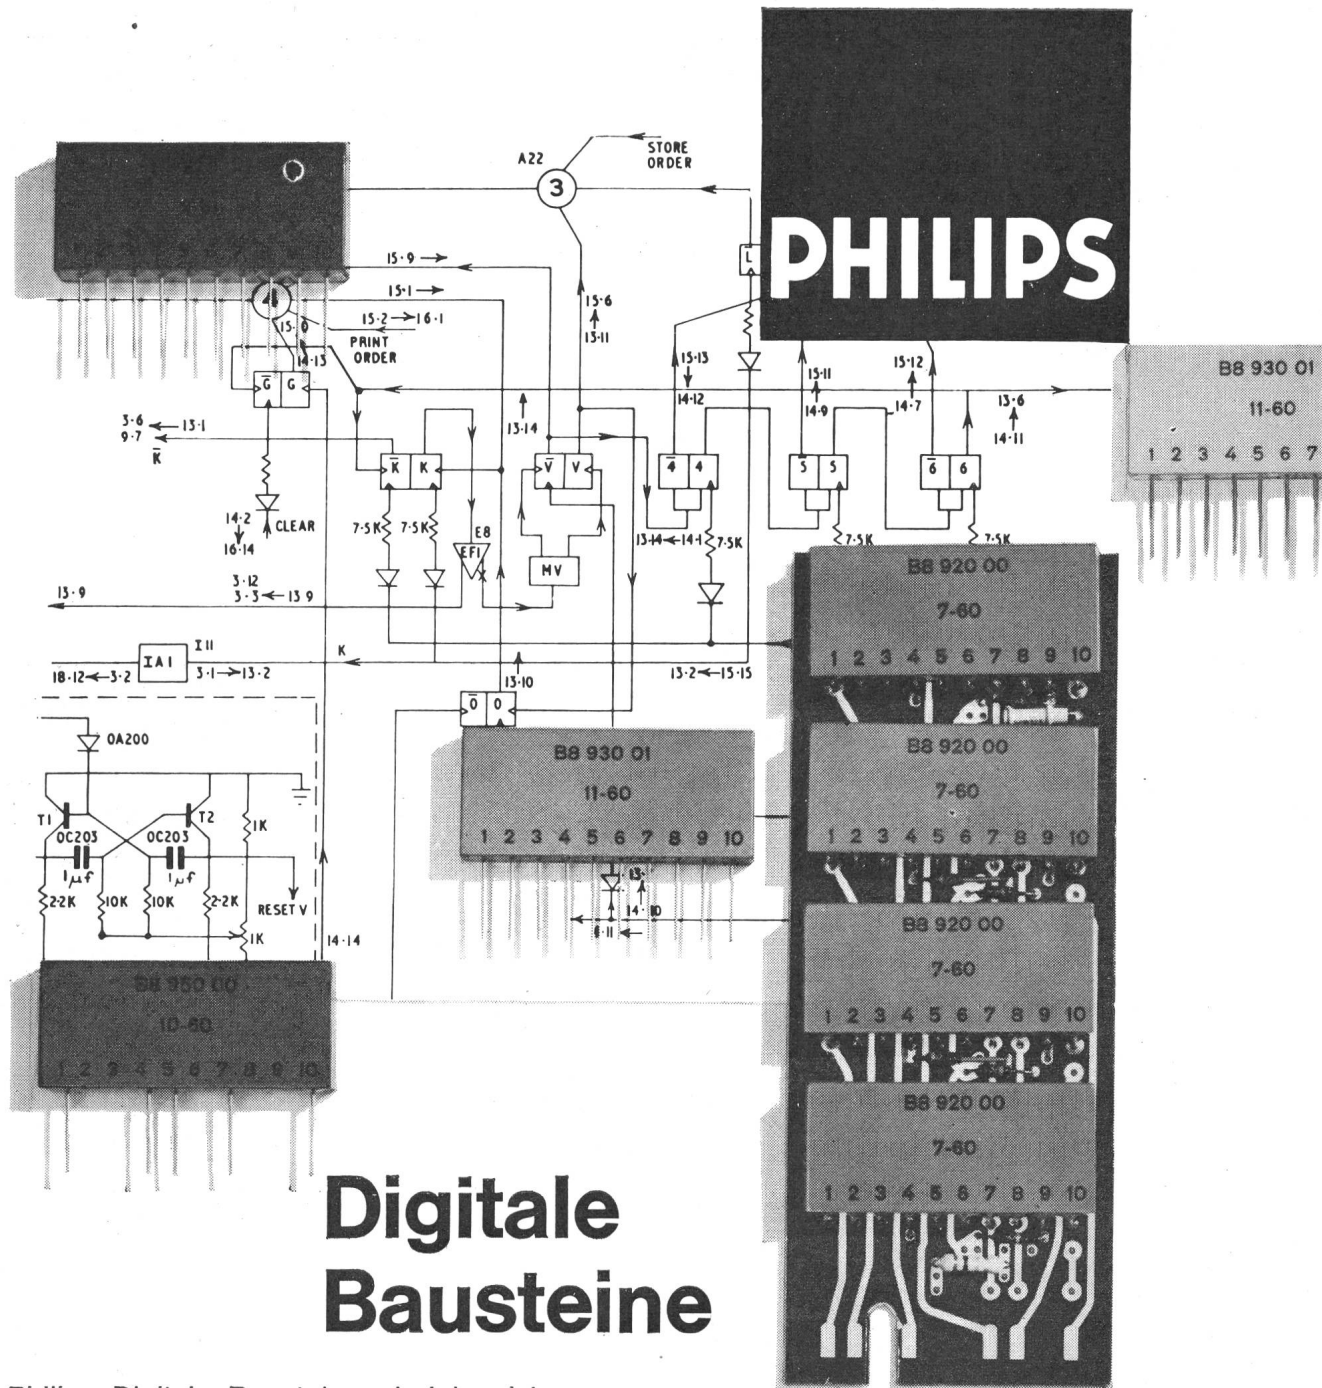 PHILIPS
STORE
ORDER
A22
3
L
15·9
15·1
4
15·0
15·2 → 16·1
PRINT
ORDER
14·13
15·6
13·11
15·13
14·12
15·11
14·9
15·12
14·7
13·6
14·11
B8 930 01
11-60
1 2 3 4 5 6 7
G̅ G
3·6 ← 13·1
9·7
K̅
13·14
K̅ K
V̅ V
4̅ 4
5̅ 5
6̅ 6
14·2
16·14
CLEAR
7·5K
7·5K
E8
EF1
MV
13·14 ← 14·1
7·5K
7·5K
7·5K
13·9
3·12
3·3 ← 13·9
IA1
I11
18·12 ← 3·2
3·1 → 13·2
K
13·10
13·2 ← 15·15
B8 920 00
7-60
1 2 3 4 5 6 7 8 9 10
O̅ O
OA200
B8 930 01
11-60
1 2 3 4 5 6 7 8 9 10
B8 920 00
7-60
1 2 3 4 5 6 7 8 9 10
T1
OC203
OC203
T2
1K
1µf
1µf
2·2K
10K
10K
2·2K
RESET V
1K
14·14
14·10
B8 920 00
7-60
1 2 3 4 5 6 7 8 9 10
B8 950 00
10-60
1 2 3 4 5 6 7 8 9 10
B8 920 00
7-60
1 2 3 4 5 6 7 8 9 10
Digitale
Bausteine